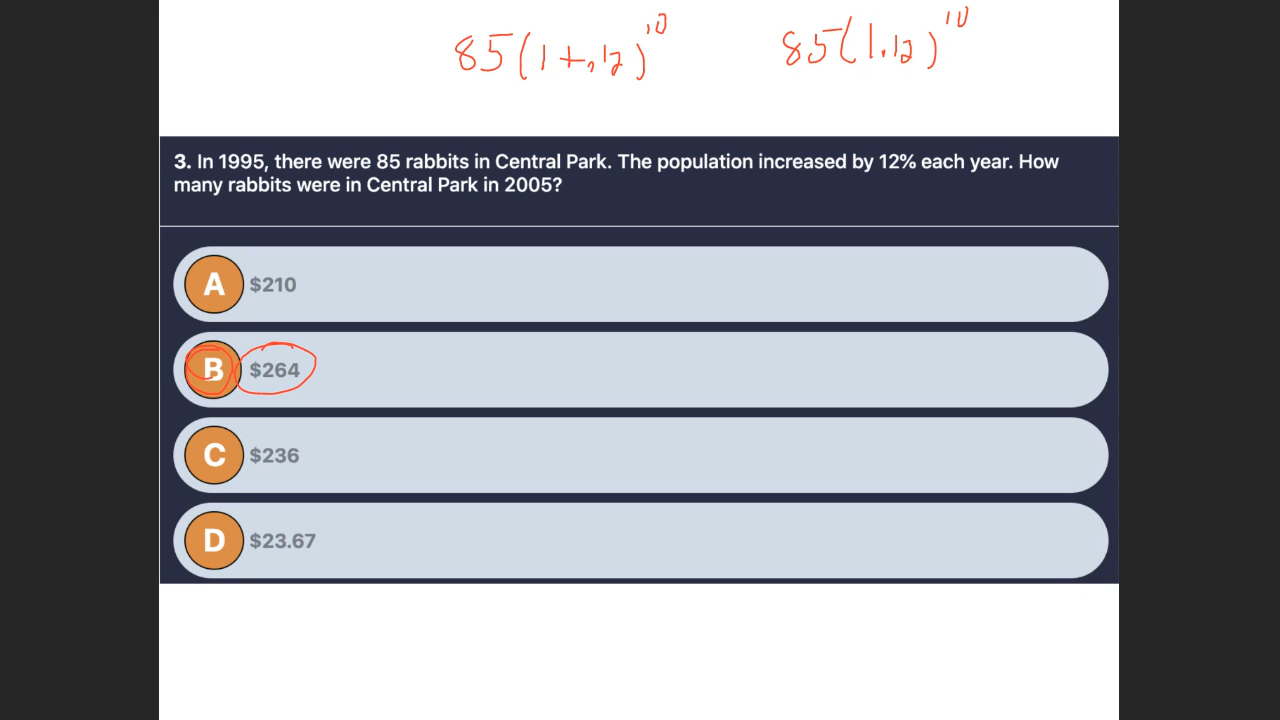 85(1+.12)^10 85(1.12)^10
3. In 1995, there were 85 rabbits in Central Park. The population increased by 12% each year. How
many rabbits were in Central Park in 2005?
A $210
B $264
C $236
D $23.67